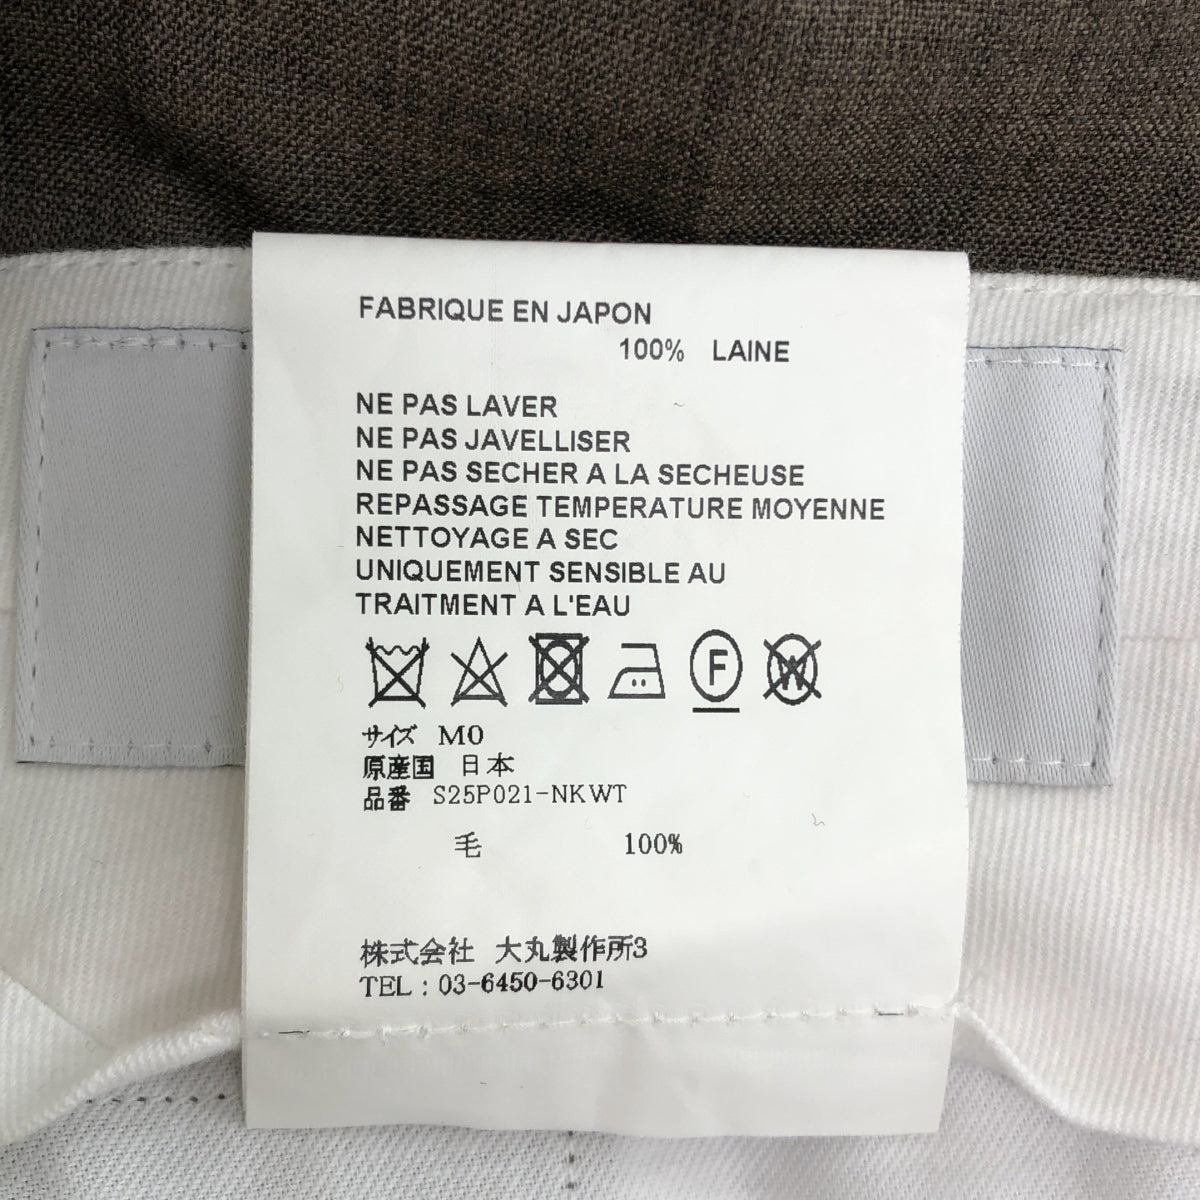 FABRIQUE EN JAPON
100% LAINE
NE PAS LAVER
NE PAS JAVELLISER
NE PAS SECHER A LA SECHEUSE
REPASSAGE TEMPERATURE MOYENNE
NETTOYAGE A SEC
UNIQUEMENT SENSIBLE AU
TRAITMENT A L'EAU
F W
サイズ M0
原産国 日本
品番 S25P021-NKWT
毛 100%
株式会社 大丸製作所3
TEL : 03-6450-6301